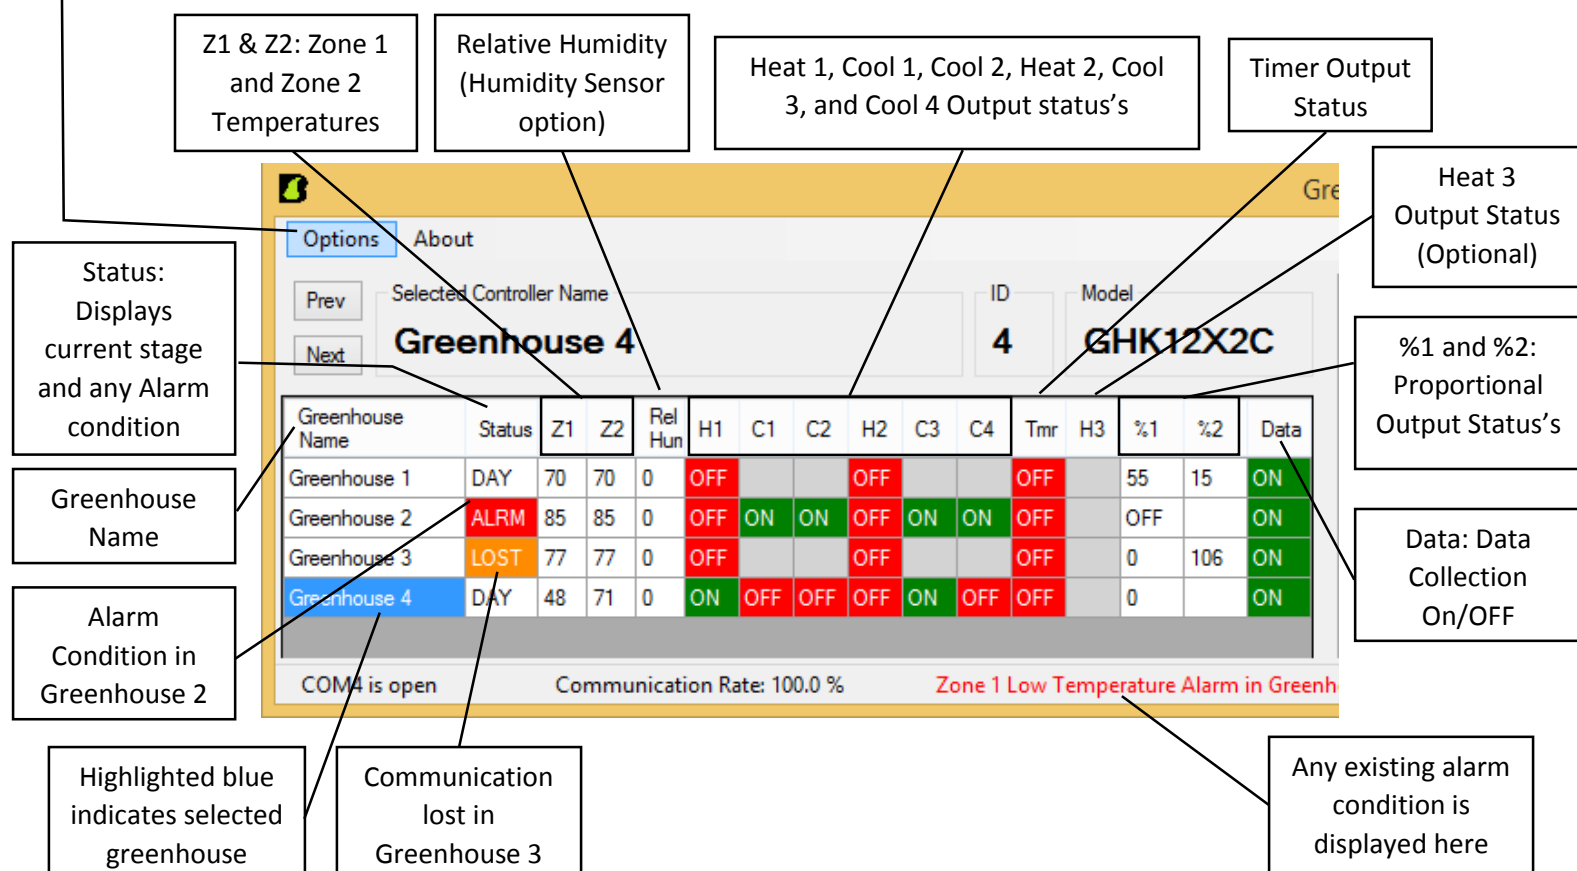 Z1 & Z2: Zone 1
and Zone 2
Temperatures
Relative Humidity
(Humidity Sensor
option)
Heat 1, Cool 1, Cool 2, Heat 2, Cool
3, and Cool 4 Output status’s
Timer Output
Status
Heat 3
Output Status
(Optional)
Gre
Options About
Status:
Displays
current stage
and any Alarm
condition
Prev
Next
Selected Controller Name
Greenhouse 4
ID
4
Model
GHK12X2C
%1 and %2:
Proportional
Output Status’s
Greenhouse
Name
Status Z1 Z2 Rel
Hun H1 C1 C2 H2 C3 C4 Tmr H3 %1 %2 Data
Greenhouse 1 DAY 70 70 0 OFF OFF OFF 55 15 ON
Greenhouse 2 ALRM 85 85 0 OFF ON ON OFF ON ON OFF OFF ON
Greenhouse 3 LOST 77 77 0 OFF OFF OFF 0 106 ON
Greenhouse 4 DAY 48 71 0 ON OFF OFF OFF ON OFF OFF 0 ON
Greenhouse
Name
Data: Data
Collection
On/OFF
Alarm
Condition in
Greenhouse 2
COM4 is open Communication Rate: 100.0 % Zone 1 Low Temperature Alarm in Greenh
Highlighted blue
indicates selected
greenhouse
Communication
lost in
Greenhouse 3
Any existing alarm
condition is
displayed here